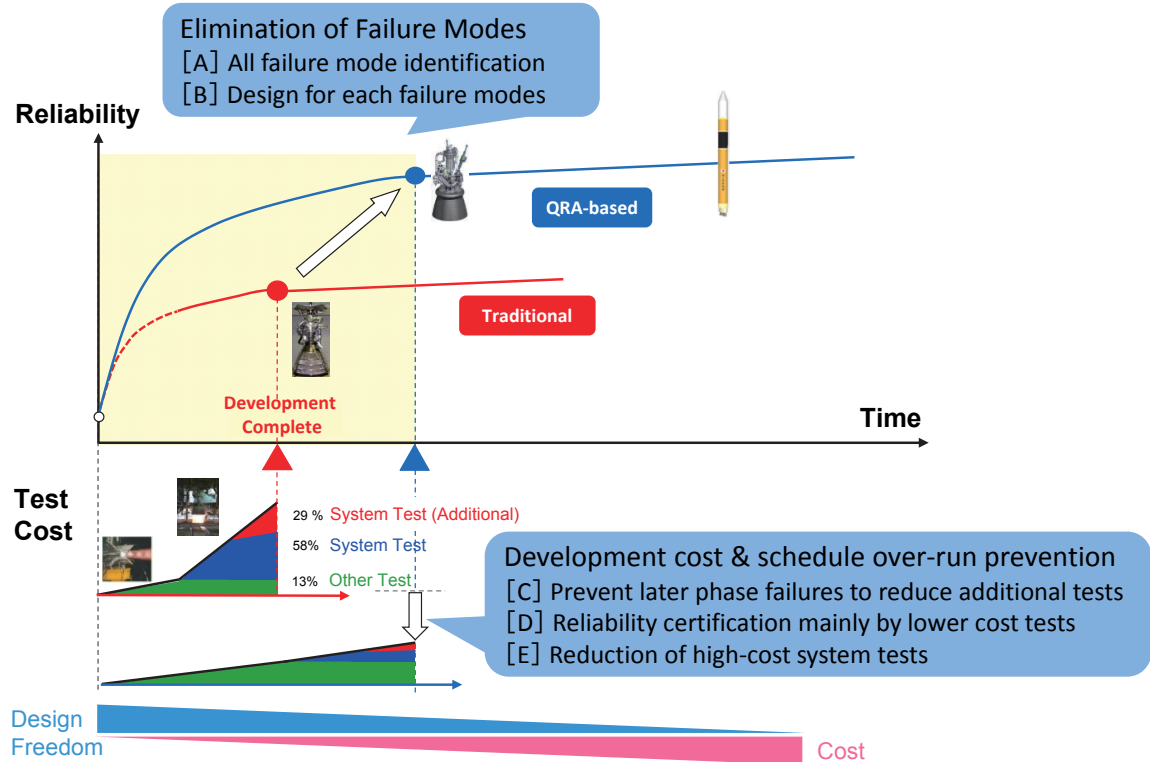 Elimination of Failure Modes
[A] All failure mode identification
[B] Design for each failure modes
Reliability
QRA-based
Traditional
Development
Complete
Time
Test
Cost
29 % System Test (Additional)
58% System Test
13% Other Test
Development cost & schedule over-run prevention
[C] Prevent later phase failures to reduce additional tests
[D] Reliability certification mainly by lower cost tests
[E] Reduction of high-cost system tests
Design
Freedom
Cost